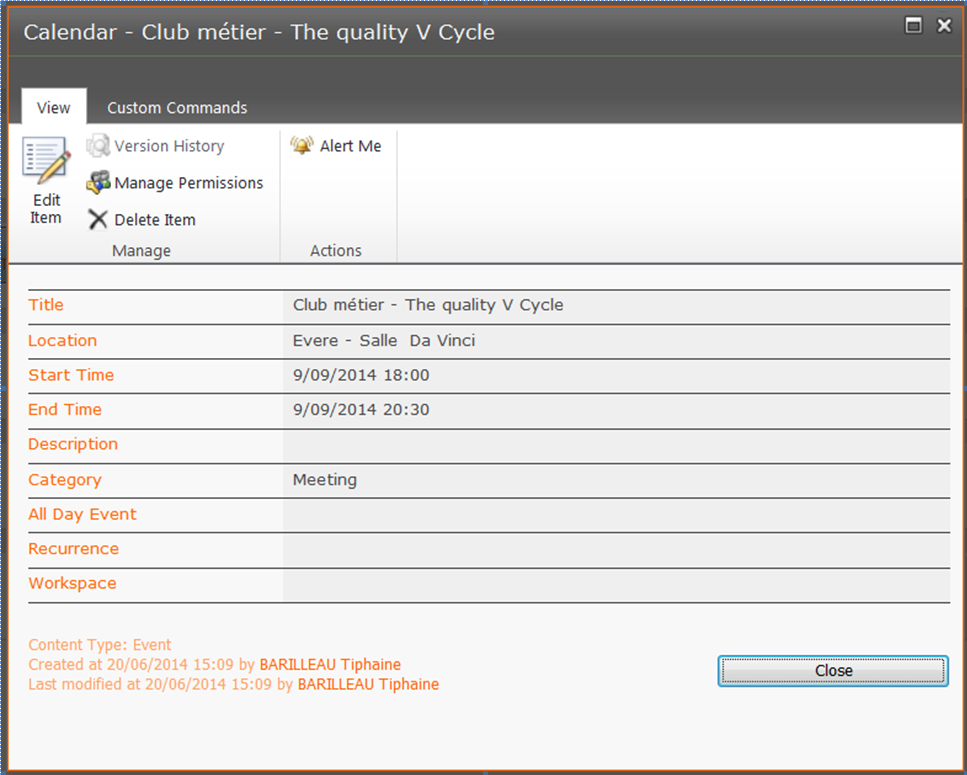 Calendar - Club métier - The quality V Cycle
View Custom Commands
Edit Item
Version History
Manage Permissions
Delete Item
Manage
Alert Me
Actions
Title Club métier - The quality V Cycle
Location Evere - Salle  Da Vinci
Start Time 9/09/2014 18:00
End Time 9/09/2014 20:30
Description
Category Meeting
All Day Event
Recurrence
Workspace
Content Type: Event
Created at 20/06/2014 15:09 by BARILLEAU Tiphaine
Last modified at 20/06/2014 15:09 by BARILLEAU Tiphaine
Close